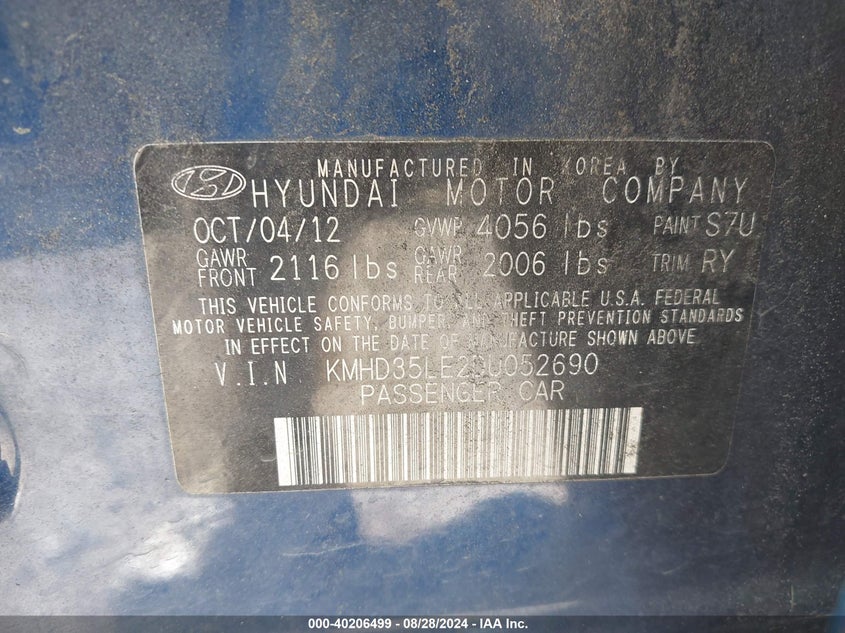 MANUFACTURED IN KOREA BY
HYUNDAI MOTOR COMPANY
OCT/04/12 GVWR 4056 lbs PAINT S7U
GAWR FRONT 2116 lbs GAWR REAR 2006 lbs TRIM RY
THIS VEHICLE CONFORMS TO ALL APPLICABLE U.S.A. FEDERAL
MOTOR VEHICLE SAFETY, BUMPER, AND THEFT PREVENTION STANDARDS
IN EFFECT ON THE DATE OF MANUFACTURE SHOWN ABOVE
V.I.N KMHD35LE2DU052690
PASSENGER CAR
000-40206499 - 08/28/2024 - IAA Inc.